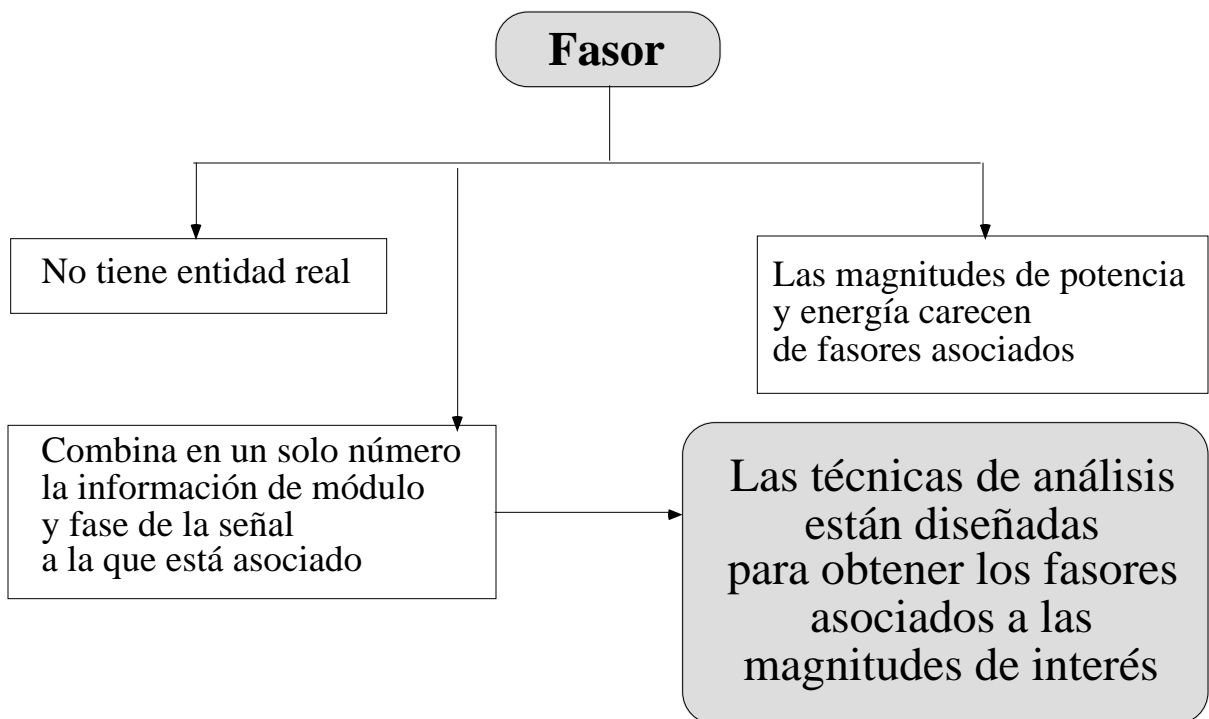 Fasor
No tiene entidad real
Las magnitudes de potencia
y energía carecen
de fasores asociados
Combina en un solo número
la información de módulo
y fase de la señal
a la que está asociado
Las técnicas de análisis
están diseñadas
para obtener los fasores
asociados a las
magnitudes de interés